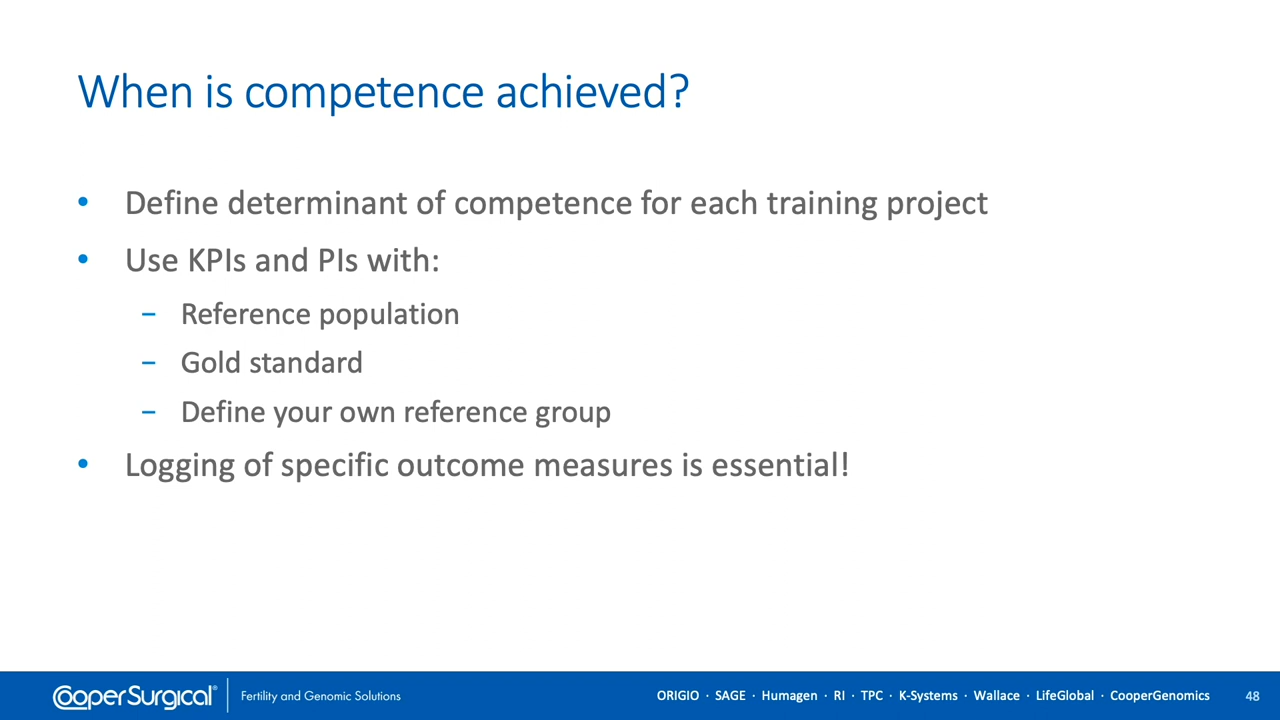 When is competence achieved?
• Define determinant of competence for each training project
• Use KPIs and PIs with:
– Reference population
– Gold standard
– Define your own reference group
• Logging of specific outcome measures is essential!
CooperSurgical® Fertility and Genomic Solutions ORIGIO · SAGE · Humagen · RI · TPC · K-Systems · Wallace · LifeGlobal · CooperGenomics 48